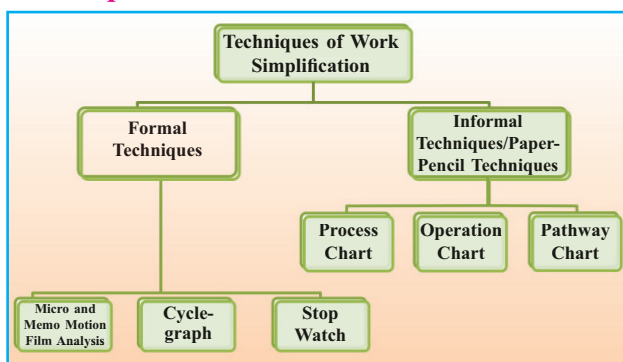 Techniques of Work
Simplification
Formal
Techniques
Informal
Techniques/Paper-
Pencil Techniques
Process
Chart
Operation
Chart
Pathway
Chart
Micro and
Memo Motion
Film Analysis
Cycle-
graph
Stop
Watch